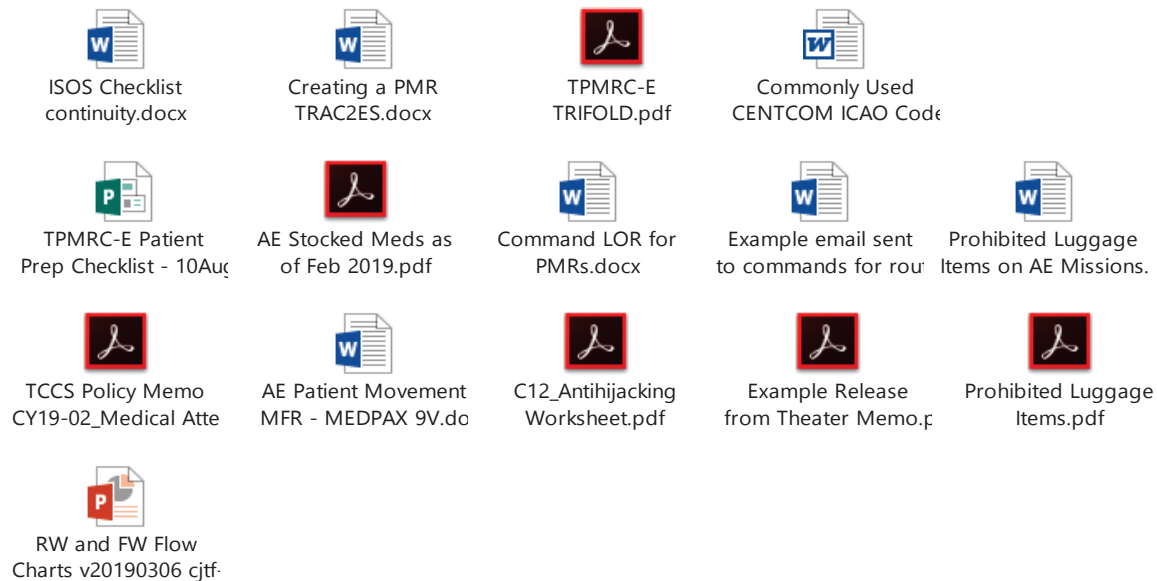 ISOS Checklist
continuity.docx
Creating a PMR
TRAC2ES.docx
TPMRC-E
TRIFOLD.pdf
Commonly Used
CENTCOM ICAO Code
TPMRC-E Patient
Prep Checklist - 10Aug
AE Stocked Meds as
of Feb 2019.pdf
Command LOR for
PMRs.docx
Example email sent
to commands for rout
Prohibited Luggage
Items on AE Missions.
TCCS Policy Memo
CY19-02_Medical Atte
AE Patient Movement
MFR - MEDPAX 9V.do
C12_Antihijacking
Worksheet.pdf
Example Release
from Theater Memo.p
Prohibited Luggage
Items.pdf
RW and FW Flow
Charts v20190306 cjtf-